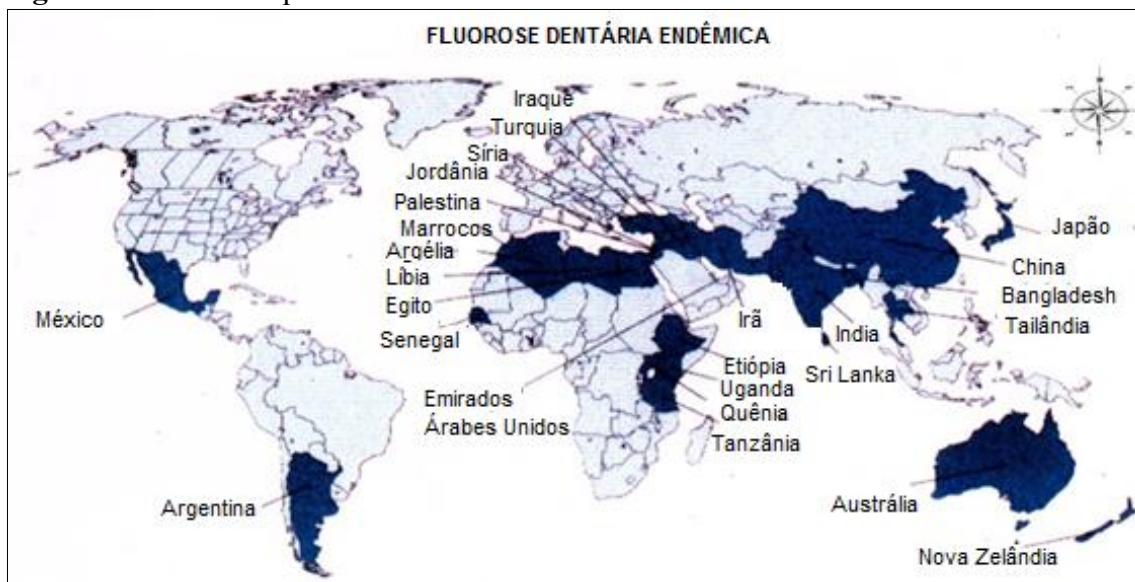 FLUOROSE DENTÁRIA ENDÊMICA
Iraque
Turquia
Síria
Jordânia
Palestina
Marrocos
Argélia
Líbia
Egito
Senegal
México
Japão
China
Bangladesh
Tailândia
India
Irã
Sri Lanka
Etiópia
Uganda
Quênia
Tanzânia
Emirados
Árabes Unidos
Argentina
Austrália
Nova Zelândia